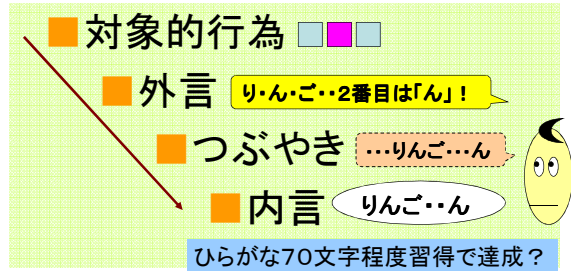 対象的行為
外言
り・ん・ご・・2番目は「ん」！
つぶやき
・・・りんご・・・ん
内言
りんご・・ん
ひらがな７０文字程度習得で達成？